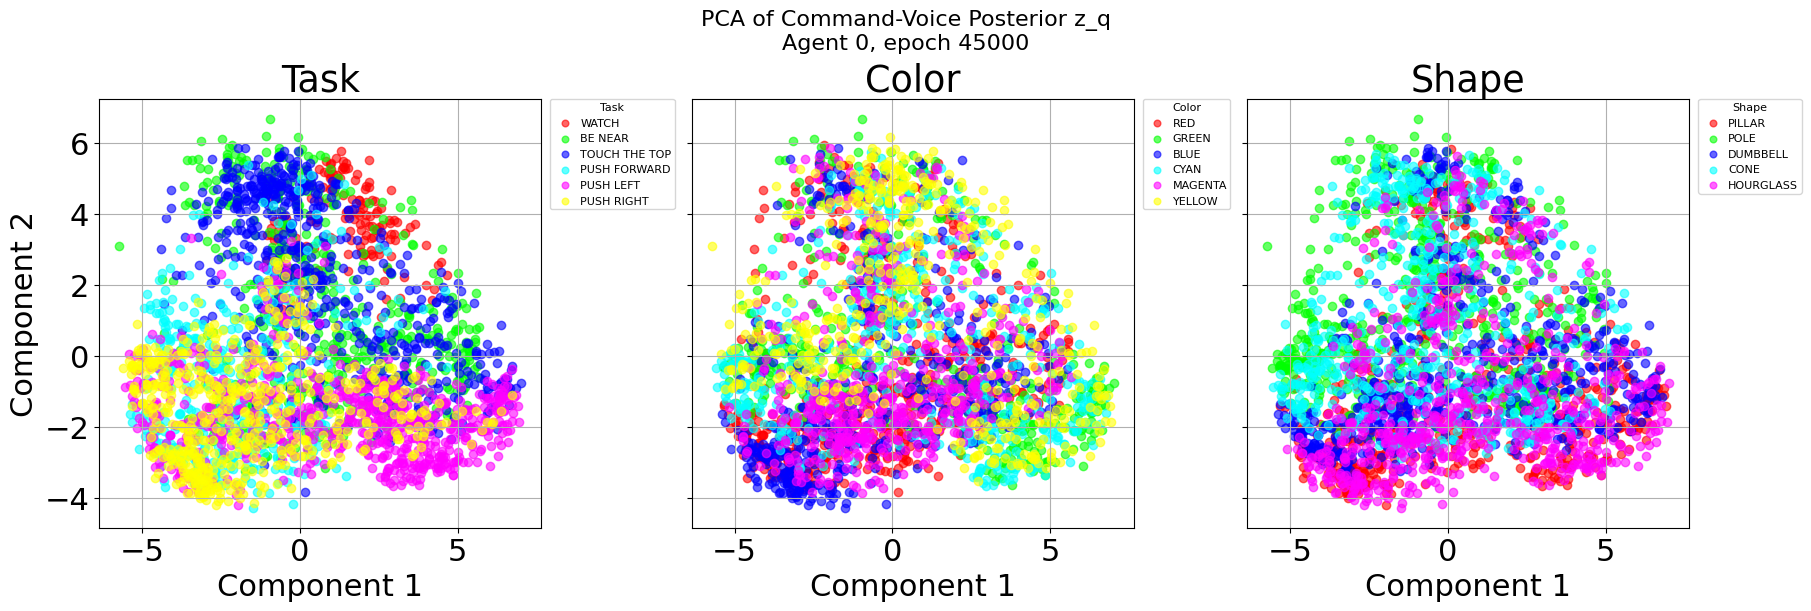 PCA of Command-Voice Posterior z_q
Agent 0, epoch 45000
Task
Color
Shape
Task
WATCH
BE NEAR
TOUCH THE TOP
PUSH FORWARD
PUSH LEFT
PUSH RIGHT
Color
RED
GREEN
BLUE
CYAN
MAGENTA
YELLOW
Shape
PILLAR
POLE
DUMBBELL
CONE
HOURGLASS
Component 2
6
4
2
0
−2
−4
−5 0 5
−5 0 5
−5 0 5
Component 1
Component 1
Component 1